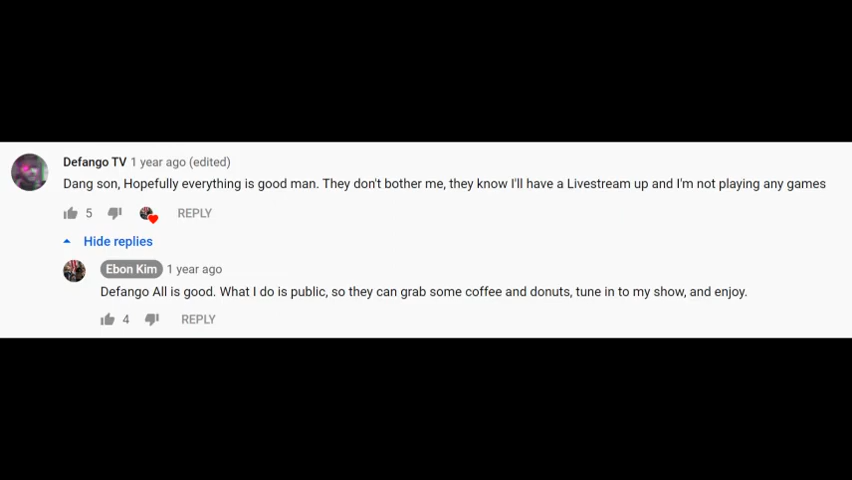 Defango TV 1 year ago (edited)
Dang son, Hopefully everything is good man. They don't bother me, they know I'll have a Livestream up and I'm not playing any games
5 REPLY
Hide replies
Ebon Kim 1 year ago
Defango All is good. What I do is public, so they can grab some coffee and donuts, tune in to my show, and enjoy.
4 REPLY